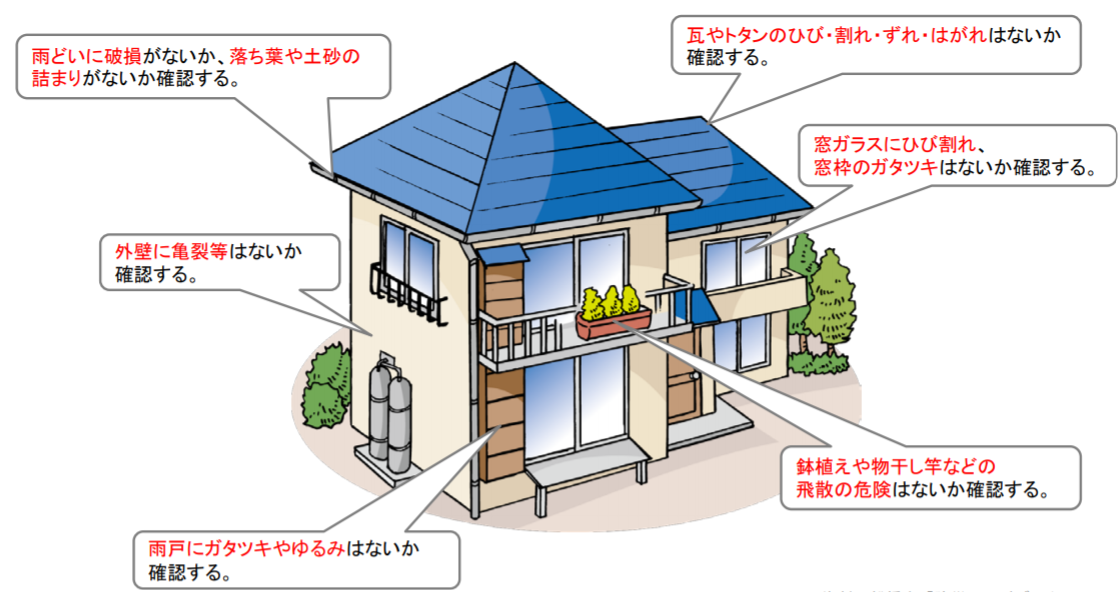 雨どいに破損がないか、落ち葉や土砂の
詰まりがないか確認する。
瓦やトタンのひび・割れ・ずれ・はがれはないか
確認する。
窓ガラスにひび割れ、
窓枠のガタツキはないか確認する。
外壁に亀裂等はないか
確認する。
鉢植えや物干し竿などの
飛散の危険はないか確認する。
雨戸にガタツキやゆるみはないか
確認する。